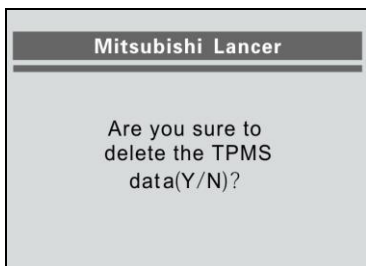 Mitsubishi Lancer
Are you sure to
delete the TPMS
data(Y/N)?